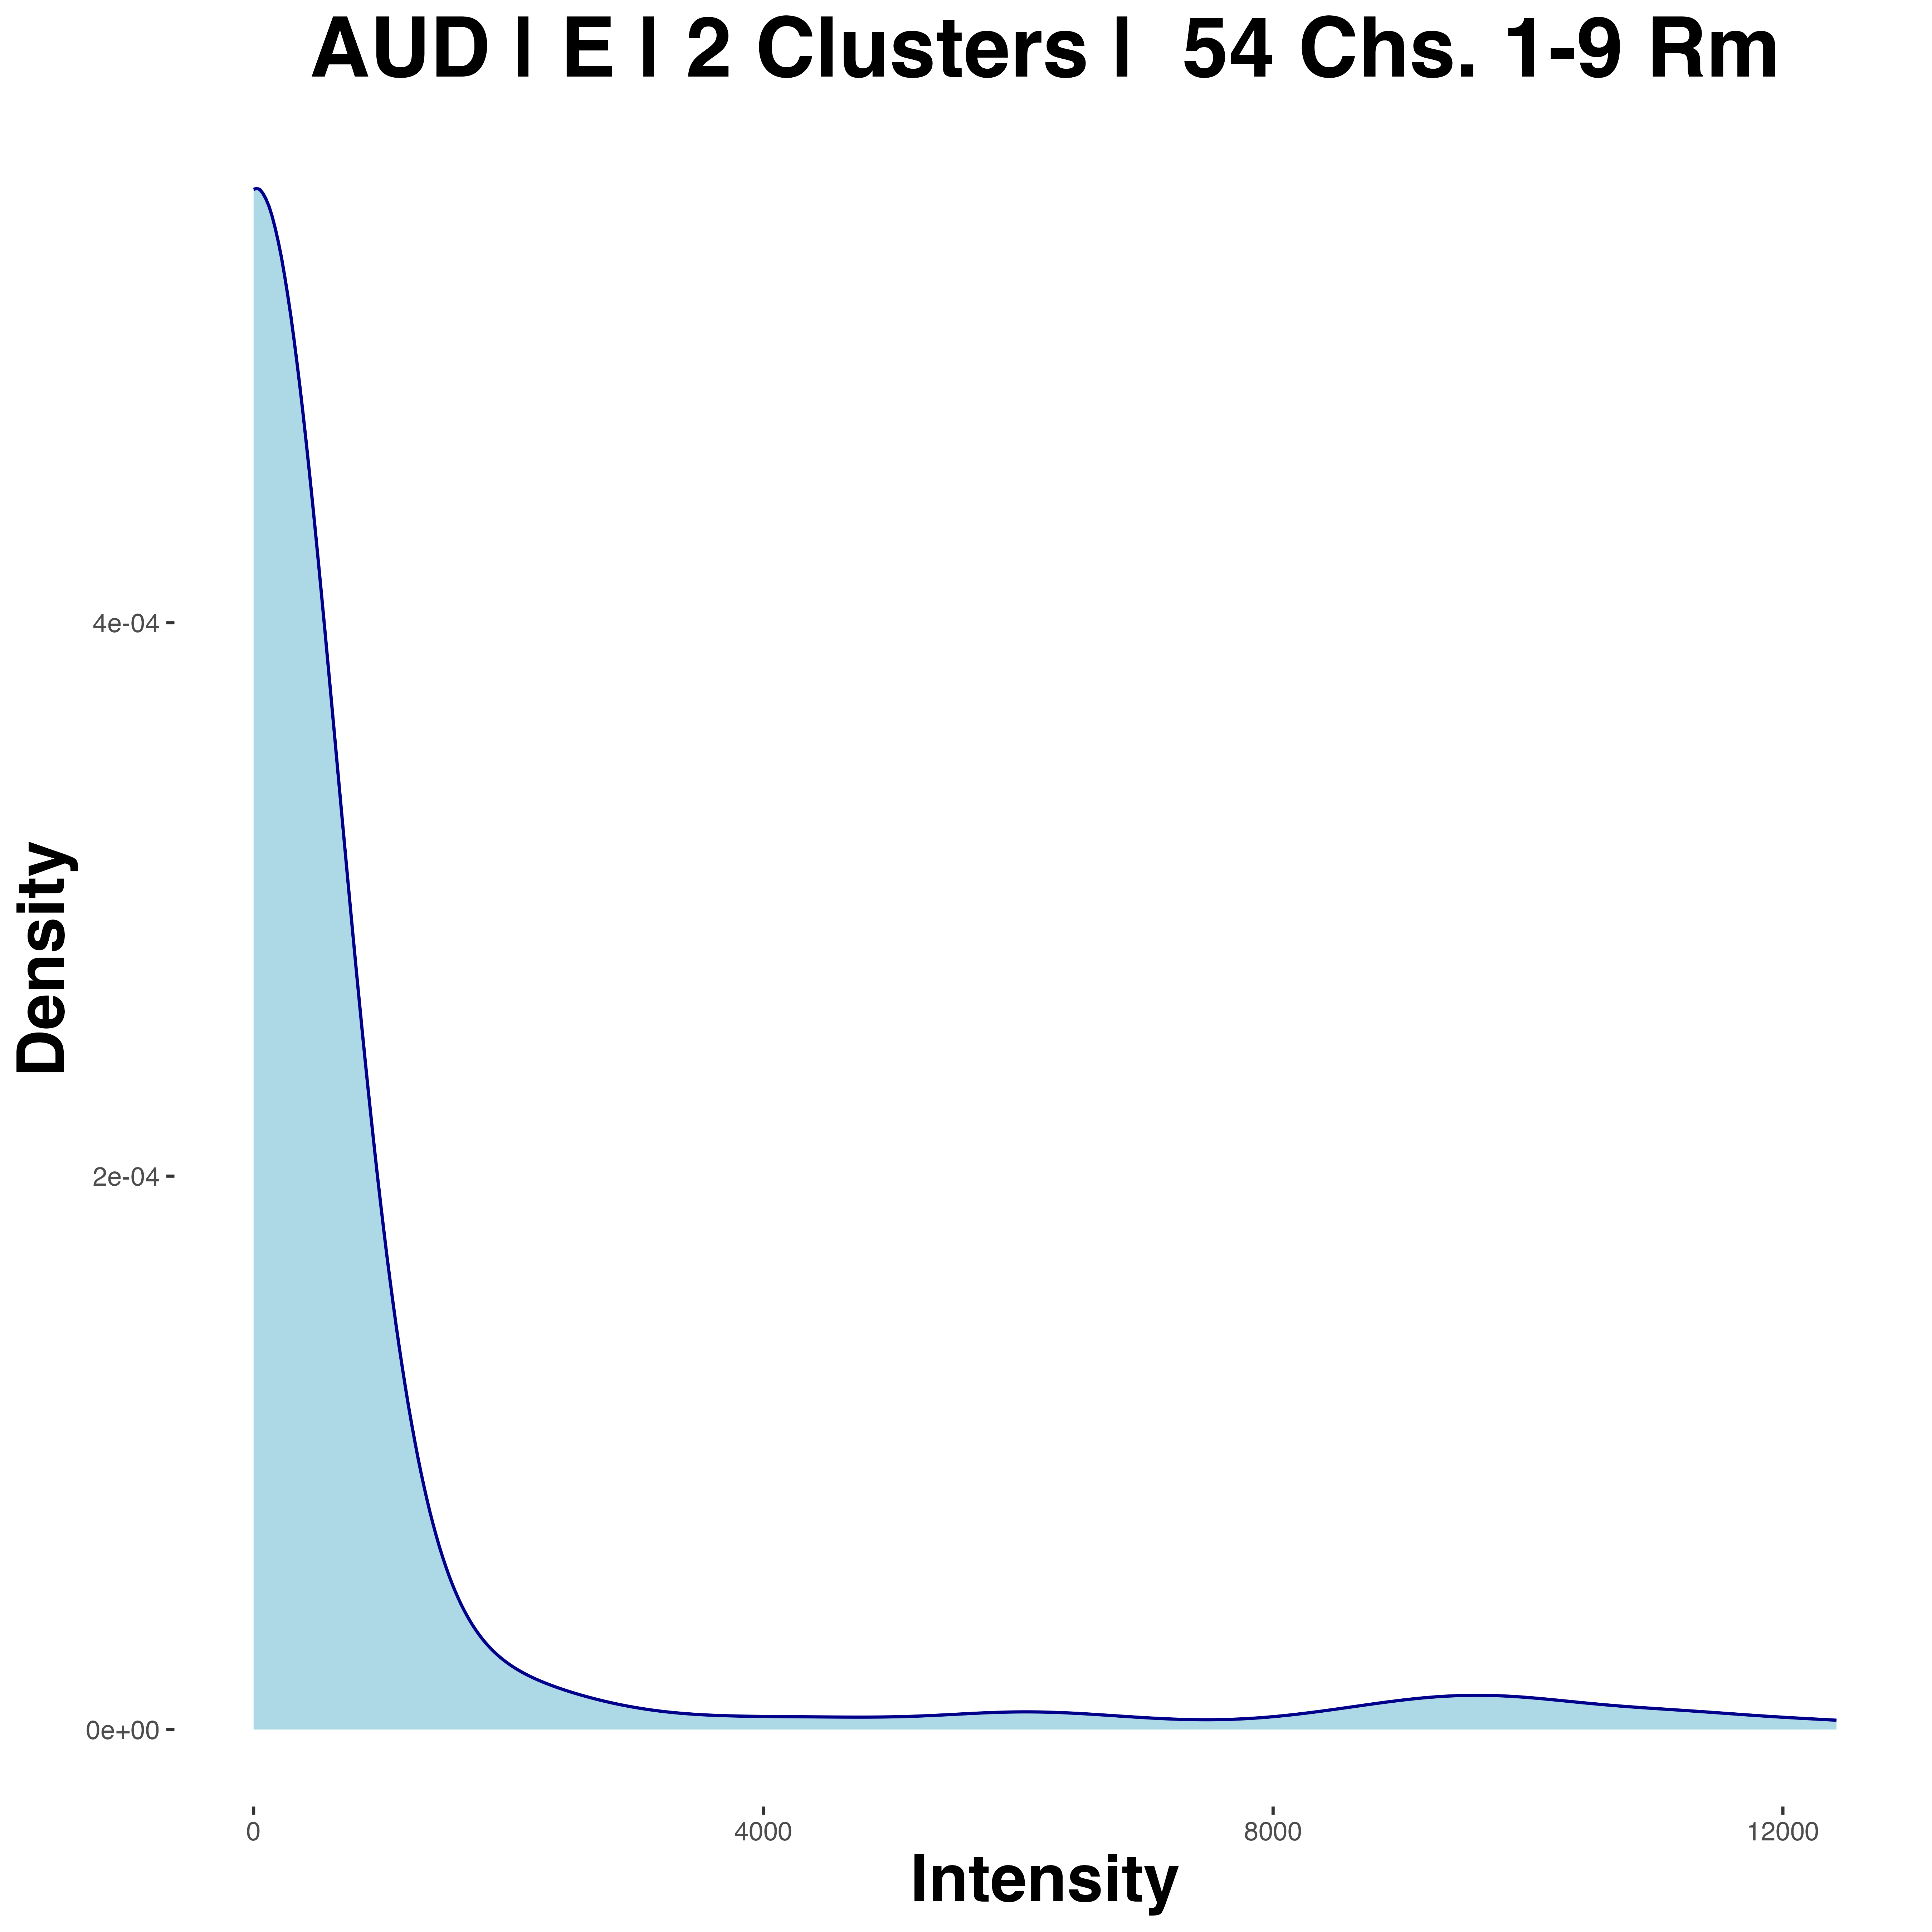 AUD | E | 2 Clusters | 54 Chs. 1-9 Rm
Density
4e-04
2e-04
0e+00
0 4000 8000 12000
Intensity